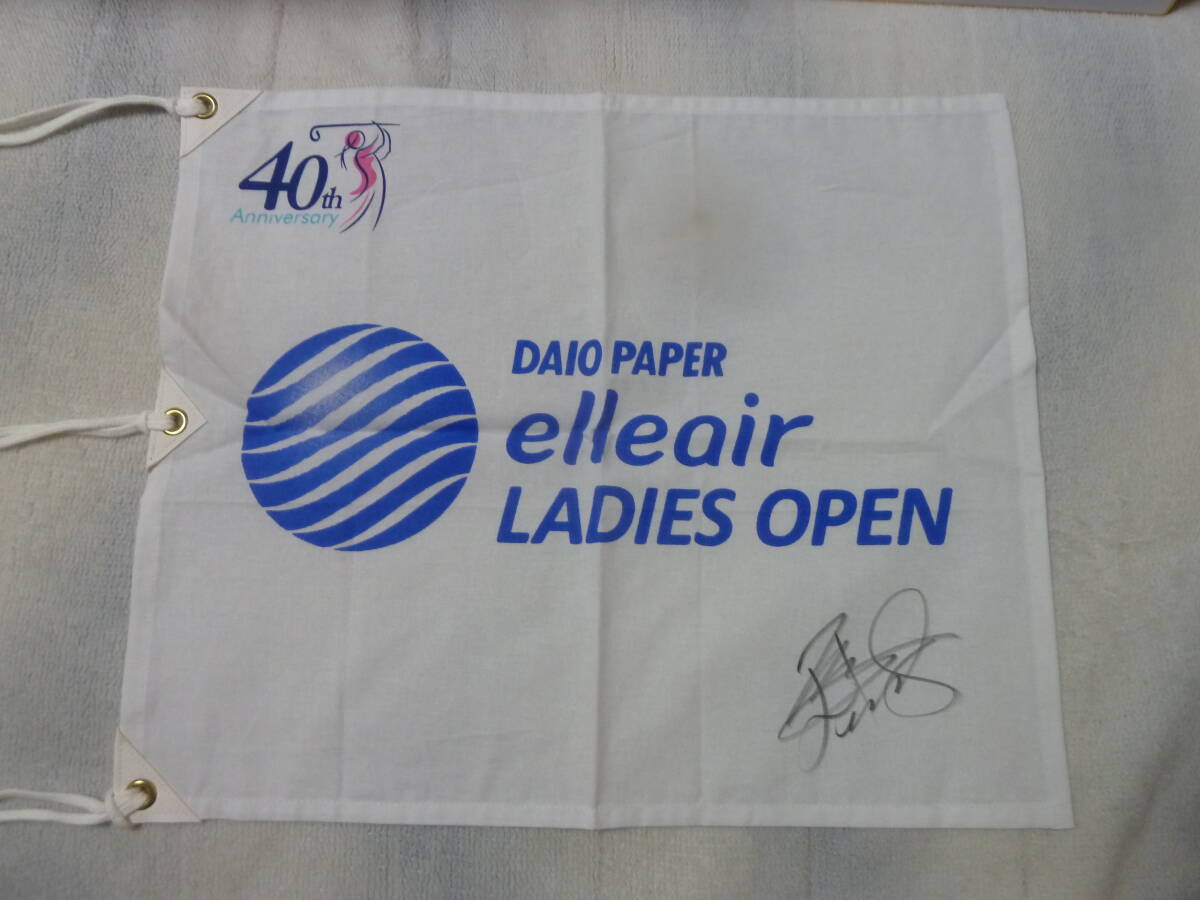 40th
Anniversary
DAIO PAPER
elleair
LADIES OPEN